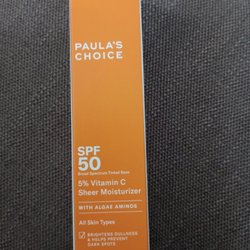 PAULA'S
CHOICE
SPF
50
Broad Spectrum Tinted Base
5% Vitamin C
Sheer Moisturizer
WITH ALGAE AMINOS
All Skin Types
BRIGHTENS DULLNESS
& HELPS PREVENT
DARK SPOTS